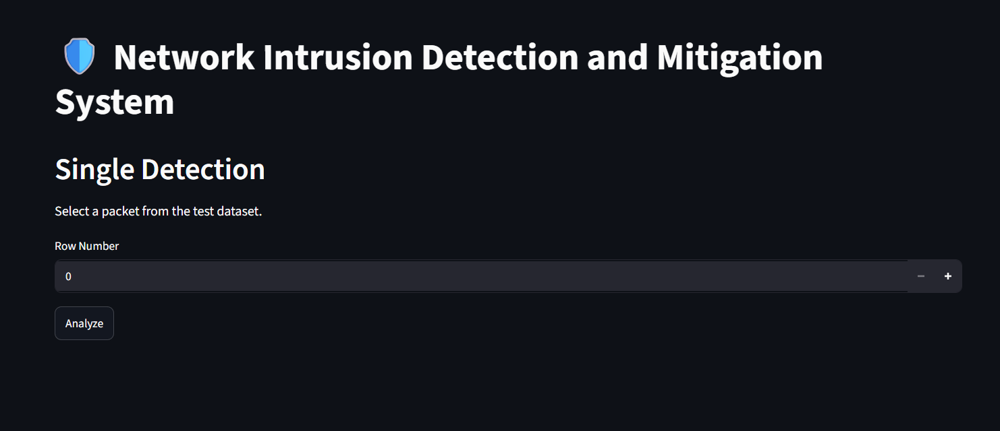 Network Intrusion Detection and Mitigation
System
Single Detection
Select a packet from the test dataset.
Row Number
0
Analyze